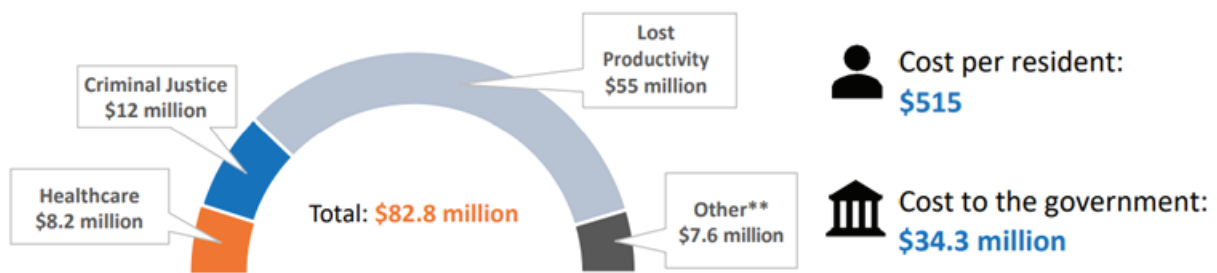 Lost
Productivity
$55 million
Criminal Justice
$12 million
Healthcare
$8.2 million
Total: $82.8 million
Other**
$7.6 million
Cost per resident:
$515
Cost to the government:
$34.3 million